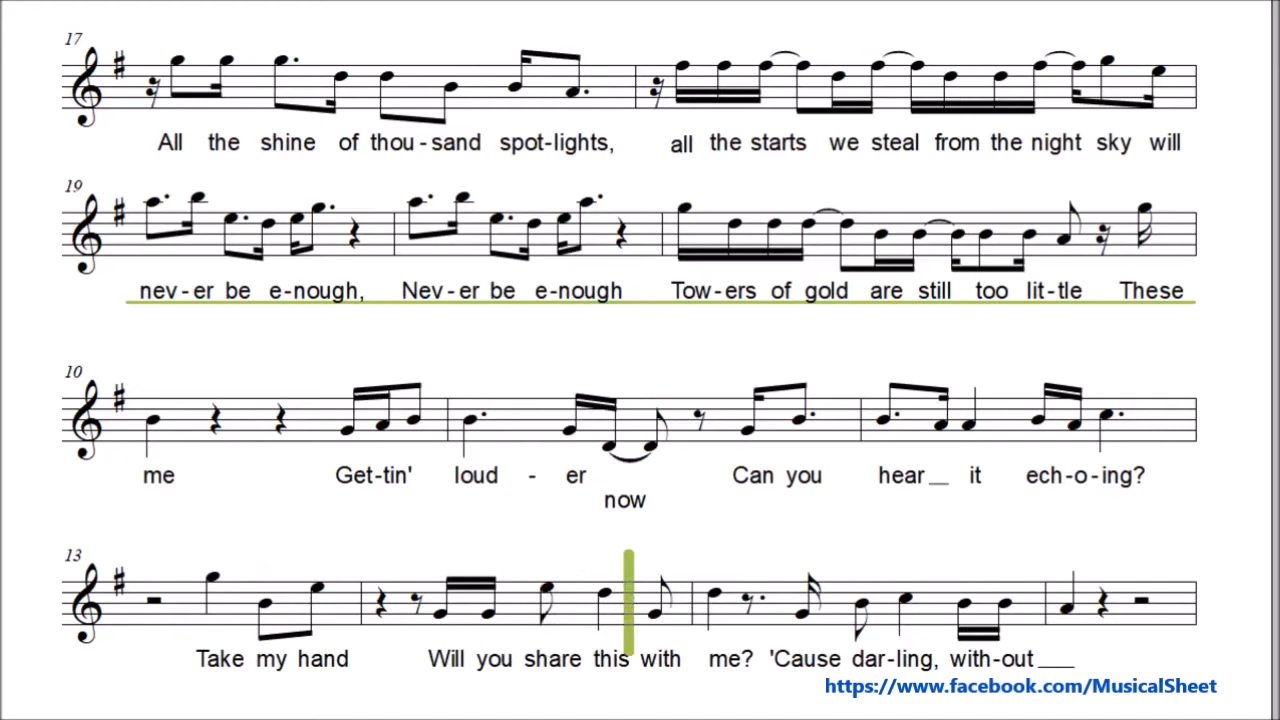 17
All the shine of thou-sand spot-lights, all the starts we steal from the night sky will
19
nev-er be e-nough, Nev-er be e-nough Tow-ers of gold are still too lit-tle These
10
me Get-tin' loud - er Can you hear__ it ech-o-ing?
now
13
Take my hand Will you share this with me? 'Cause dar-ling, with-out___
https://www.facebook.com/MusicalSheet